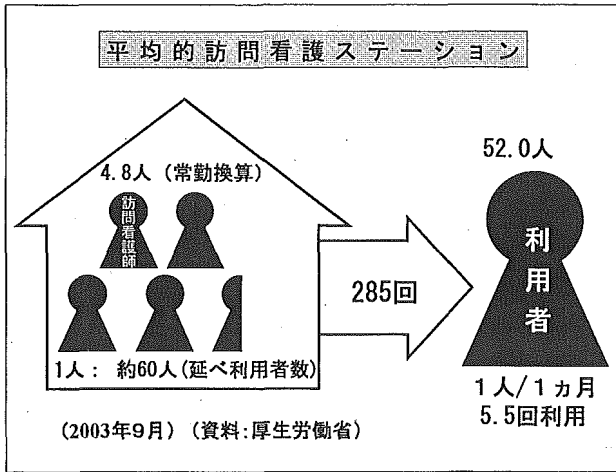 平均的訪問看護ステーション
4.8人（常勤換算）
訪問看護師
1人： 約60人(延べ利用者数)
285回
52.0人
利用者
1人/1ヵ月
5.5回利用
(2003年9月) (資料:厚生労働省)